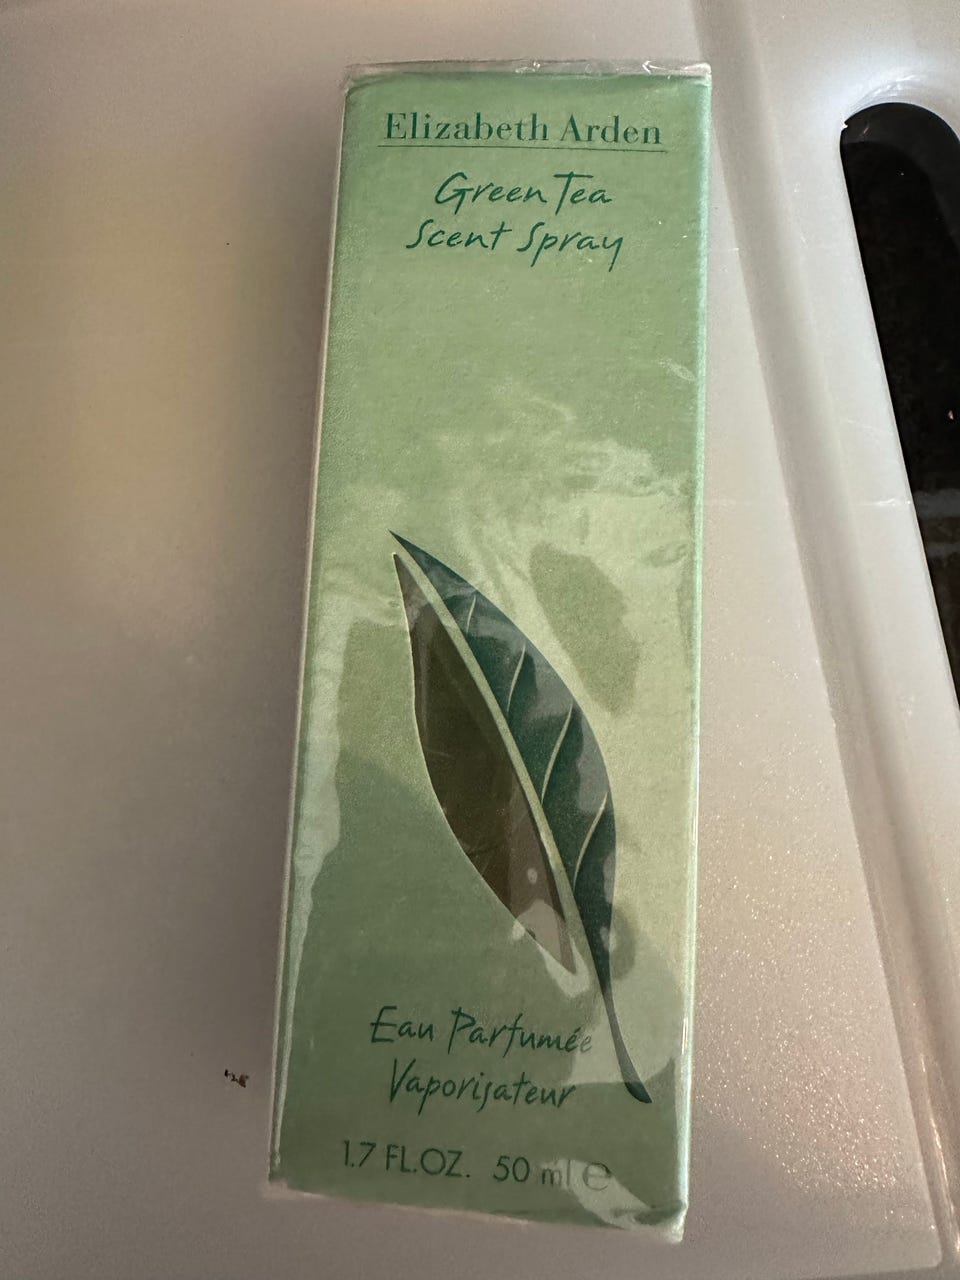 Elizabeth Arden
Green Tea
Scent Spray
Eau Parfumée
Vaporisateur
1.7 FL.OZ. 50 ml ℮